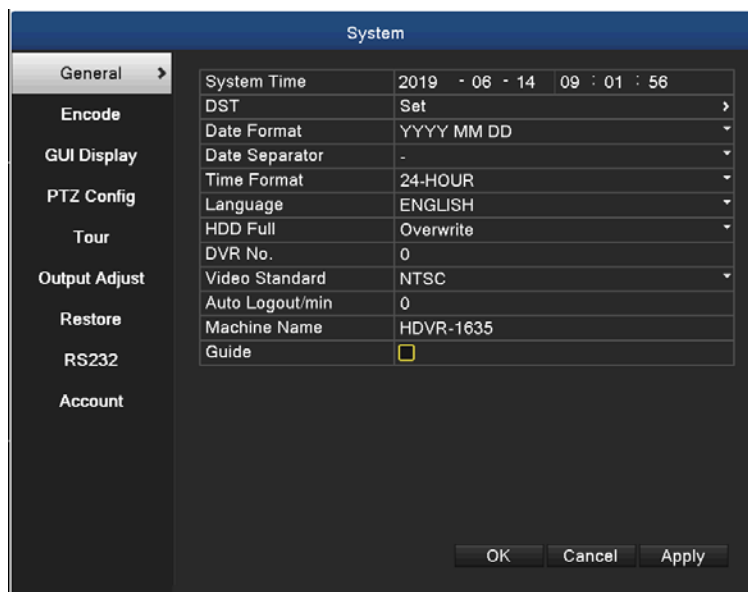 System
General
Encode
GUI Display
PTZ Config
Tour
Output Adjust
Restore
RS232
Account
System Time 2019 - 06 - 14 09 : 01 : 56
DST Set
Date Format YYYY MM DD
Date Separator -
Time Format 24-HOUR
Language ENGLISH
HDD Full Overwrite
DVR No. 0
Video Standard NTSC
Auto Logout/min 0
Machine Name HDVR-1635
Guide
OK Cancel Apply